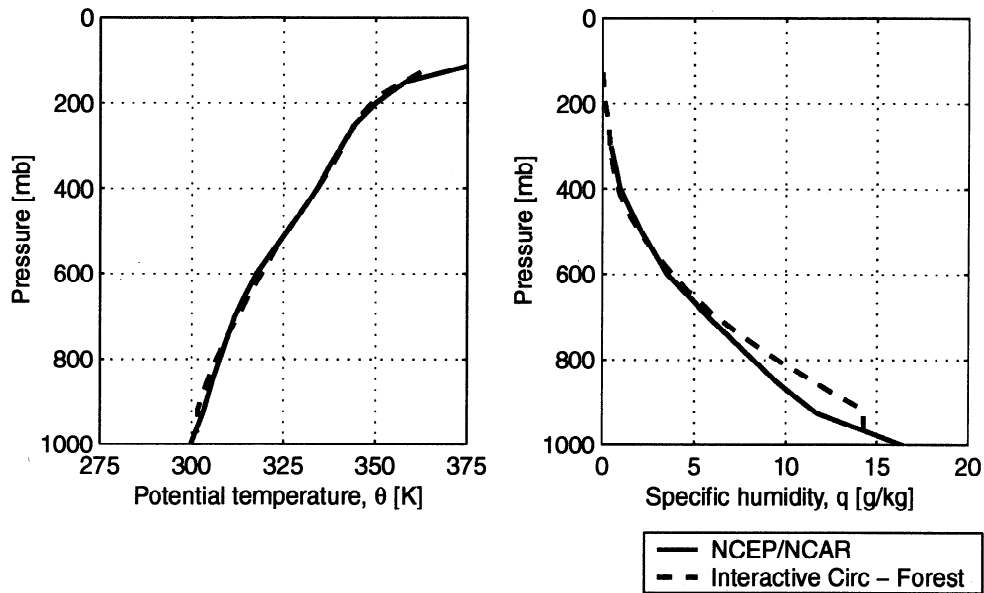 0
200
400
600
800
1000
Pressure [mb]
275 300 325 350 375
Potential temperature, θ [K]
0
200
400
600
800
1000
Pressure [mb]
0 5 10 15 20
Specific humidity, q [g/kg]
NCEP/NCAR
Interactive Circ – Forest